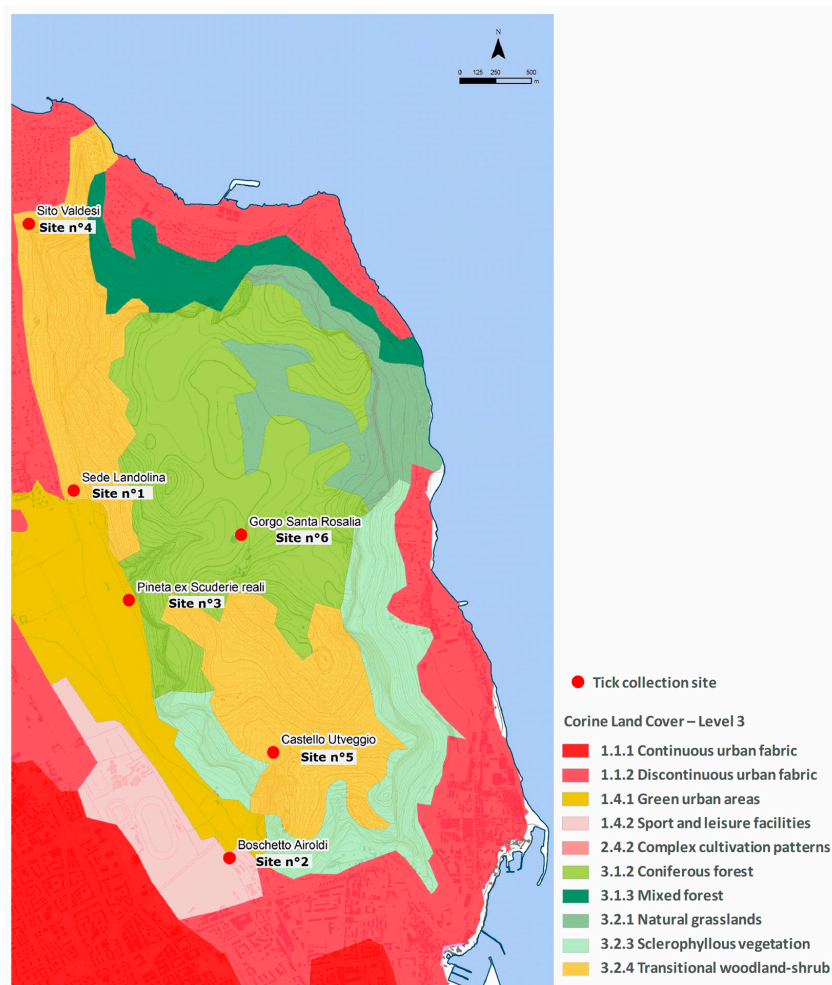 N
0 125 250 500
m
Sito Valdesi
Site n°4
Sede Landolina
Site n°1
Gorgo Santa Rosalia
Site n°6
Pineta ex Scuderie reali
Site n°3
Castello Utveggio
Site n°5
Boschetto Airoldi
Site n°2
Tick collection site
Corine Land Cover – Level 3
1.1.1 Continuous urban fabric
1.1.2 Discontinuous urban fabric
1.4.1 Green urban areas
1.4.2 Sport and leisure facilities
2.4.2 Complex cultivation patterns
3.1.2 Coniferous forest
3.1.3 Mixed forest
3.2.1 Natural grasslands
3.2.3 Sclerophyllous vegetation
3.2.4 Transitional woodland-shrub